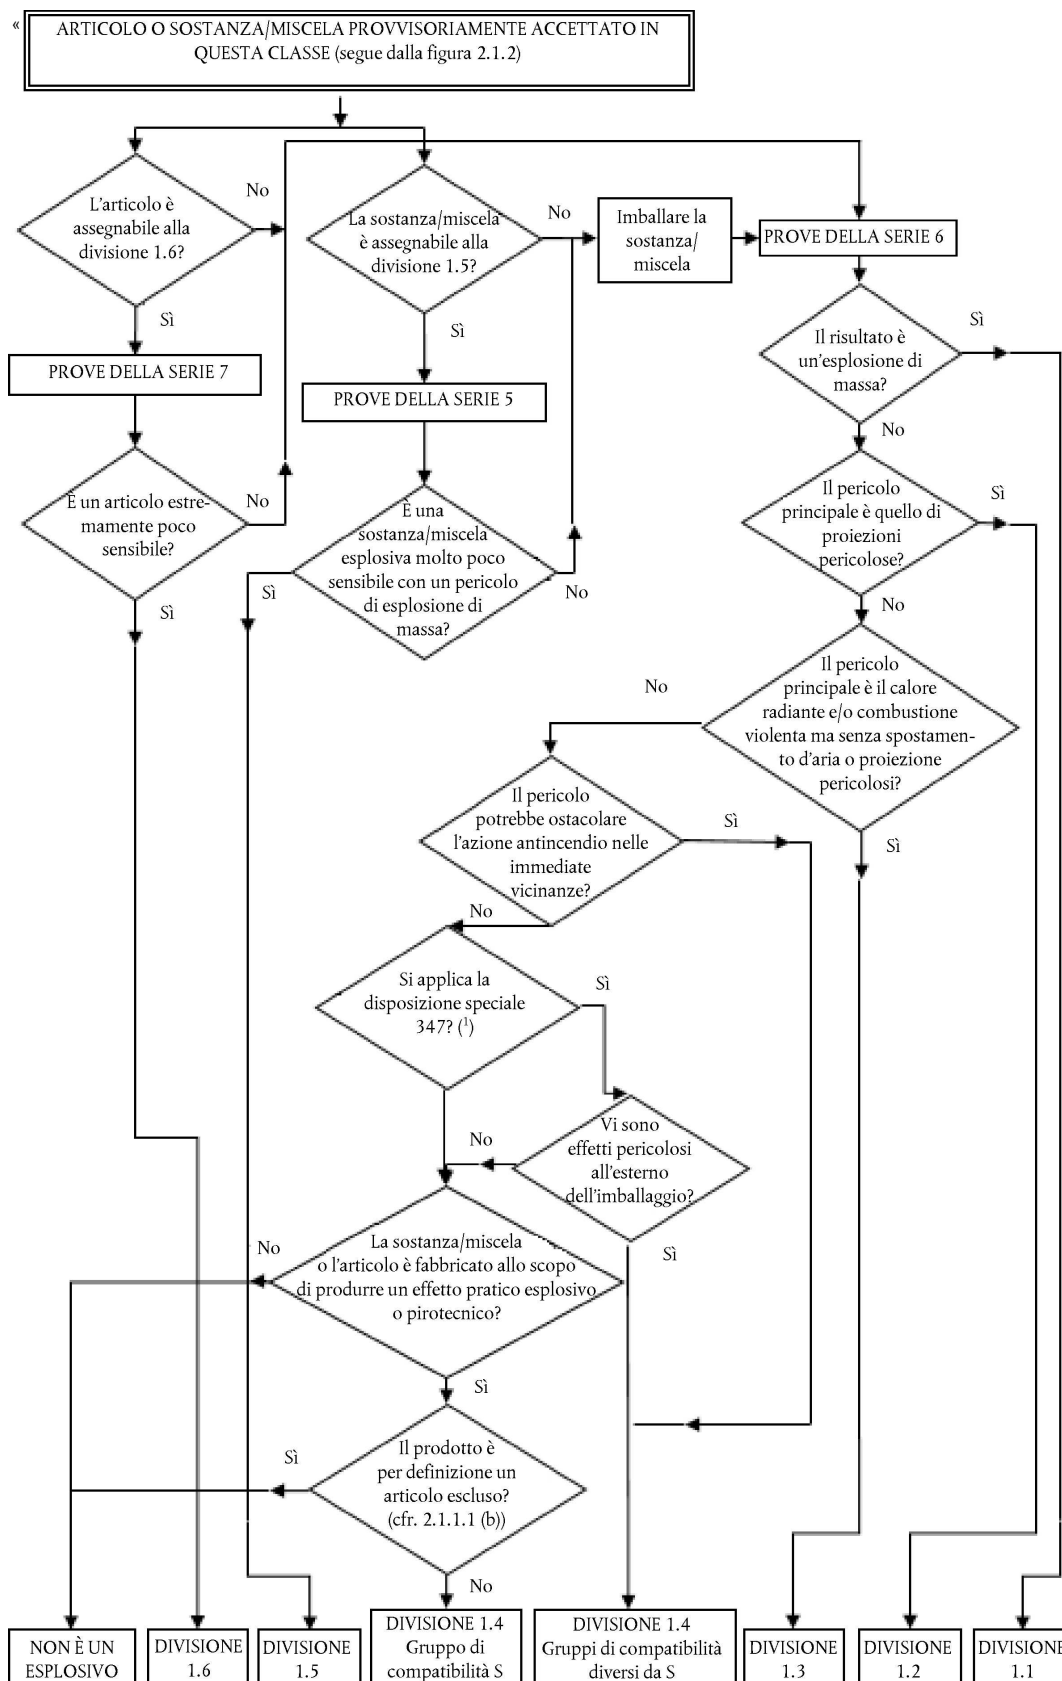 «
ARTICOLO O SOSTANZA/MISCELA PROVVISORIAMENTE ACCETTATO IN
QUESTA CLASSE (segue dalla figura 2.1.2)
L'articolo è
assegnabile alla
divisione 1.6?
No
Sì
La sostanza/miscela
è assegnabile alla
divisione 1.5?
No
Sì
Imballare la
sostanza/
miscela
PROVE DELLA SERIE 6
PROVE DELLA SERIE 7
PROVE DELLA SERIE 5
Il risultato è
un'esplosione di
massa?
Sì
No
È un articolo estre-
mamente poco
sensibile?
No
Sì
È una
sostanza/miscela
esplosiva molto poco
sensibile con un pericolo
di esplosione di
massa?
Sì
No
Il pericolo
principale è quello di
proiezioni
pericolose?
Sì
No
Il pericolo
principale è il calore
radiante e/o combustione
violenta ma senza spostamen-
to d'aria o proiezione
pericolosi?
No
Sì
Il pericolo
potrebbe ostacolare
l'azione antincendio nelle
immediate
vicinanze?
Sì
No
Si applica la
disposizione speciale
347? (¹)
Sì
Vi sono
effetti pericolosi
all'esterno
dell'imballaggio?
No
Sì
La sostanza/miscela
o l'articolo è fabbricato allo scopo
di produrre un effetto pratico esplosivo
o pirotecnico?
No
Sì
Il prodotto è
per definizione un
articolo escluso?
(cfr. 2.1.1.1 (b))
Sì
No
NON È UN
ESPLOSIVO
DIVISIONE
1.6
DIVISIONE
1.5
DIVISIONE 1.4
Gruppo di
compatibilità S
DIVISIONE 1.4
Gruppi di compatibilità
diversi da S
DIVISIONE
1.3
DIVISIONE
1.2
DIVISIONE
1.1